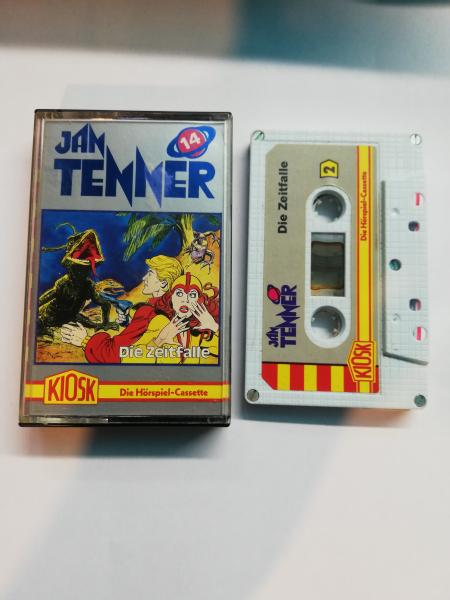 JAN
14
TENNER
Die Zeitfalle
KIOSK
Die Hörspiel-Cassette
JAN
TENNER
Die Zeitfalle
2
KIOSK
Die Hörspiel-Cassette